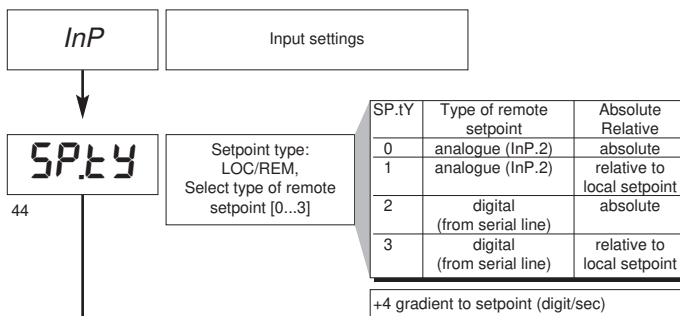 InP
Input settings
SP.tY
44
Setpoint type:
LOC/REM,
Select type of remote
setpoint [0...3]
SP.tY Type of remote setpoint Absolute Relative
0 analogue (InP.2) absolute
1 analogue (InP.2) relative to local setpoint
2 digital (from serial line) absolute
3 digital (from serial line) relative to local setpoint
+4 gradient to setpoint (digit/sec)